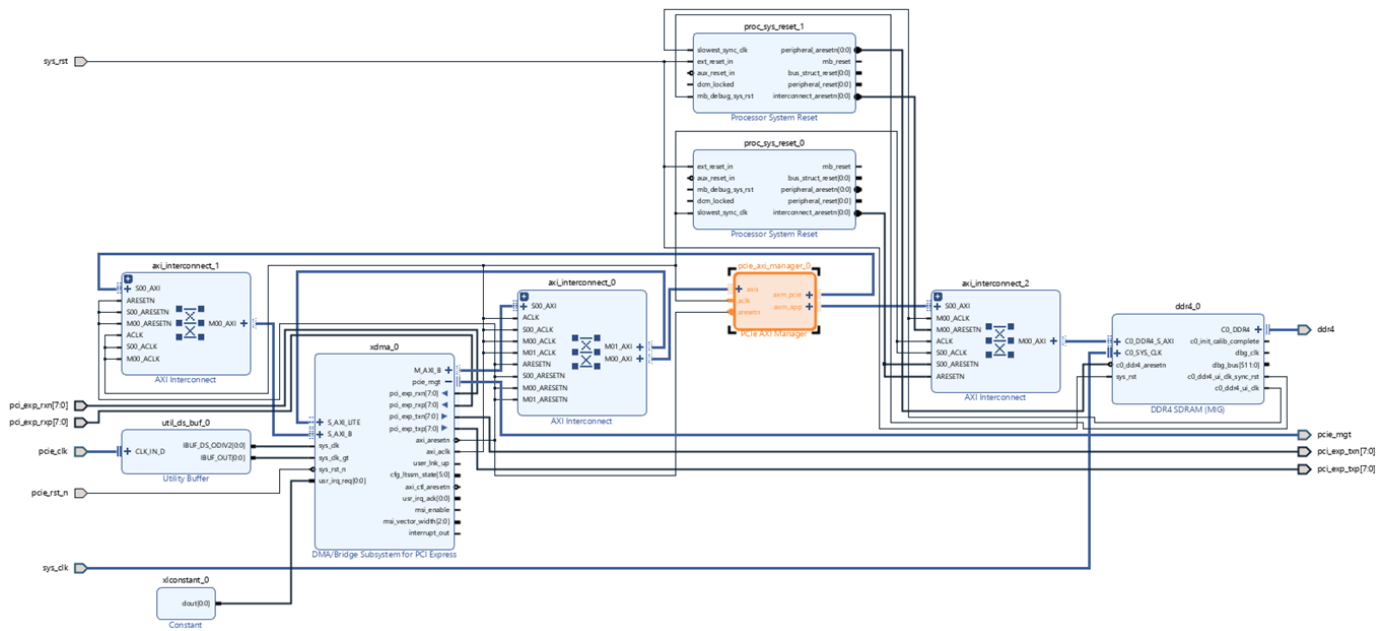 proc_sys_reset_1
slowest_sync_clk
ext_reset_in
aux_reset_in
dcm_locked
mb_debug_sys_rst
peripheral_aresetn[0:0]
mb_reset
bus_struct_reset[0:0]
peripheral_reset[0:0]
interconnect_aresetn[0:0]
Processor System Reset
sys_rst
proc_sys_reset_0
ext_reset_in
aux_reset_in
mb_debug_sys_rst
dcm_locked
slowest_sync_clk
mb_reset
bus_struct_reset[0:0]
peripheral_aresetn[0:0]
peripheral_reset[0:0]
interconnect_aresetn[0:0]
Processor System Reset
axi_interconnect_1
S00_AXI
ARESETN
S00_ARESETN
M00_ARESETN
ACLK
S00_ACLK
M00_ACLK
M00_AXI
AXI Interconnect
axi_interconnect_0
S00_AXI
ACLK
S00_ACLK
M00_ACLK
M01_ACLK
ARESETN
S00_ARESETN
M00_ARESETN
M01_ARESETN
M01_AXI
M00_AXI
AXI Interconnect
pcie_axi_manager_0
axis
aclk
aresetn
axm_pcie
axm_app
PCIe AXI Manager
axi_interconnect_2
S00_AXI
M00_ACLK
M00_ARESETN
ACLK
S00_ACLK
S00_ARESETN
ARESETN
M00_AXI
AXI Interconnect
ddr4_0
C0_DDR4_S_AXI
C0_SYS_CLK
c0_ddr4_aresetn
sys_rst
C0_DDR4
c0_init_calib_complete
dbg_clk
dbg_bus[511:0]
c0_ddr4_ui_clk_sync_rst
c0_ddr4_ui_clk
DDR4 SDRAM (MIG)
ddr4
xdma_0
S_AXI_LITE
S_AXI_B
sys_clk
sys_clk_gt
sys_rst_n
usr_irq_req[0:0]
M_AXI_B
pcie_mgt
pci_exp_rxn[7:0]
pci_exp_rxp[7:0]
pci_exp_txn[7:0]
pci_exp_txp[7:0]
axi_aresetn
axi_aclk
user_lnk_up
cfg_ltssm_state[5:0]
axi_ctl_aresetn
usr_irq_ack[0:0]
msi_enable
msi_vector_width[2:0]
interrupt_out
DMA/Bridge Subsystem for PCI Express
pci_exp_rxn[7:0]
pci_exp_rxp[7:0]
util_ds_buf_0
pcie_clk
CLK_IN_D
IBUF_DS_ODIV2[0:0]
IBUF_OUT[0:0]
Utility Buffer
pcie_rst_n
pcie_mgt
pci_exp_txn[7:0]
pci_exp_txp[7:0]
sys_clk
xlconstant_0
dout[0:0]
Constant